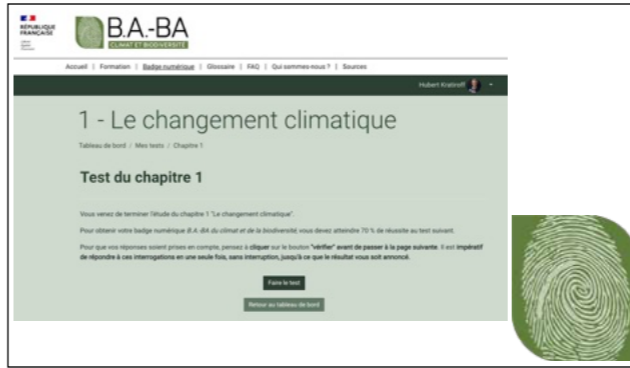 RÉPUBLIQUE
FRANÇAISE
B.A.-BA
CLIMAT ET BIODIVERSITÉ
Accueil | Formation | Badge numérique | Glossaire | FAQ | Qui sommes-nous ? | Sources
Hubert Kratiroff
1 - Le changement climatique
Tableau de bord / Mes tests / Chapitre 1
Test du chapitre 1
Vous venez de terminer l'étude du chapitre 1 "Le changement climatique".
Pour obtenir votre badge numérique B.A.-BA du climat et de la biodiversité, vous devez atteindre 70 % de réussite au test suivant.
Pour que vos réponses soient prises en compte, pensez à cliquer sur le bouton "vérifier" avant de passer à la page suivante. Il est impératif
de répondre à ces interrogations en une seule fois, sans interruption, jusqu'à ce que le résultat vous soit annoncé.
Faire le test
Retour au tableau de bord